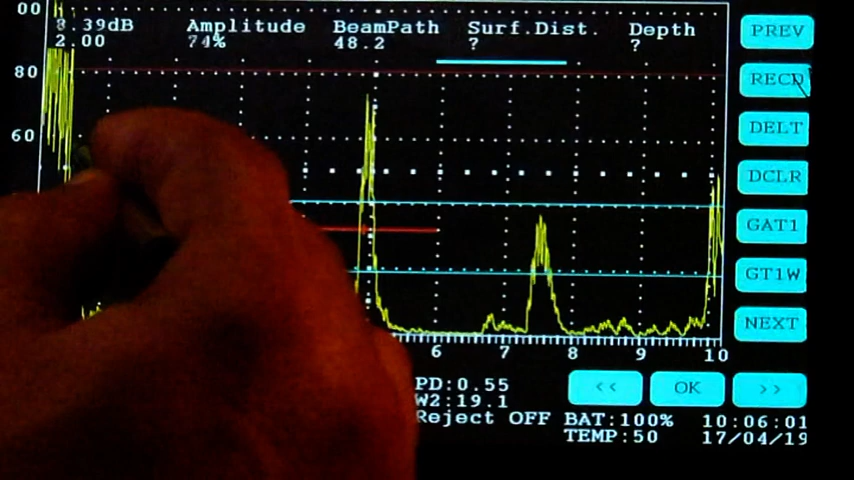 00
8.39dB Amplitude BeamPath Surf.Dist. Depth
2.00 74% 48.2 ? ?
80
60
6 7 8 9 10
PREV
RECD
DELT
DCLR
GAT1
GT1W
NEXT
<< OK >>
PD:0.55
W2:19.1
Reject OFF BAT:100% 10:06:01
TEMP:50 17/04/19